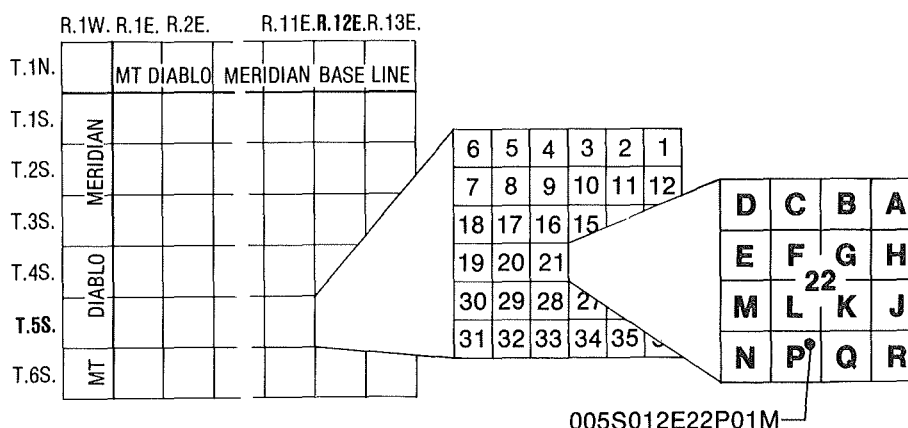 R.1W. R.1E. R.2E. R.11E. R.12E. R.13E.
T.1N. MT DIABLO MERIDIAN BASE LINE
T.1S.
T.2S.
T.3S.
T.4S.
T.5S.
T.6S.
MT DIABLO MERIDIAN
6 5 4 3 2 1
7 8 9 10 11 12
18 17 16 15
19 20 21
30 29 28 27
31 32 33 34 35
D C B A
E F G H
22
M L K J
N P Q R
005S012E22P01M